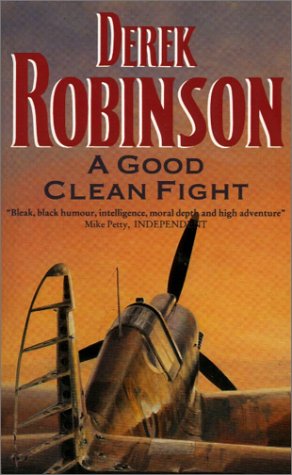 DEREK
ROBINSON
A GOOD
CLEAN FIGHT
"Bleak, black humour, intelligence, moral depth and high adventure"
Mike Petty, INDEPENDENT